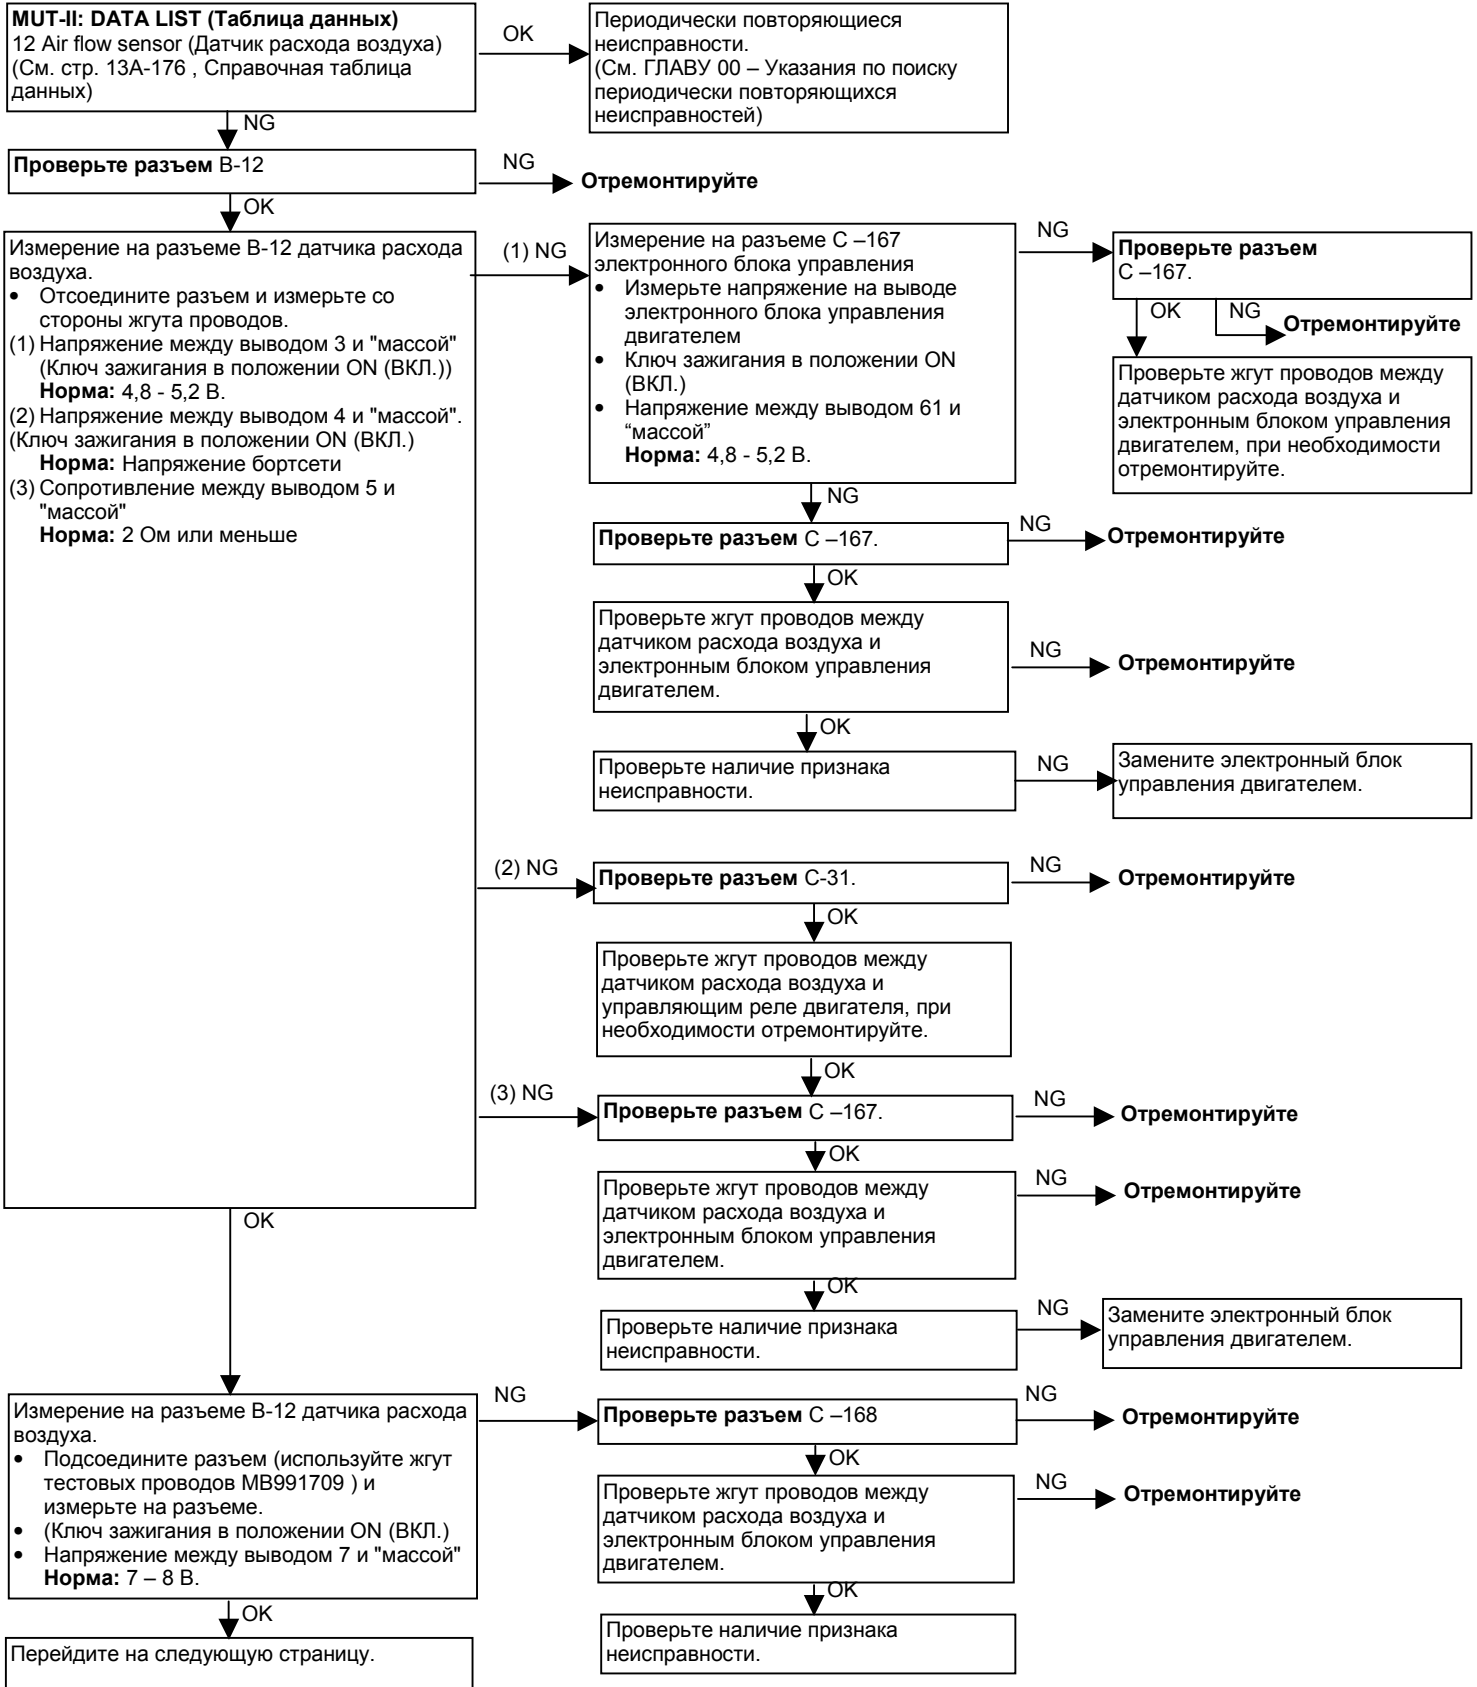 MUT-II: DATA LIST (Таблица данных)
12 Air flow sensor (Датчик расхода воздуха)
(См. стр. 13A-176 , Справочная таблица
данных)
OK
Периодически повторяющиеся
неисправности.
(См. ГЛАВУ 00 – Указания по поиску
периодически повторяющихся
неисправностей)
NG
Проверьте разъем B-12
NG
Отремонтируйте
OK
Измерение на разъеме B-12 датчика расхода
воздуха.
• Отсоедините разъем и измерьте со
стороны жгута проводов.
(1) Напряжение между выводом 3 и "массой"
(Ключ зажигания в положении ON (ВКЛ.))
Норма: 4,8 - 5,2 В.
(2) Напряжение между выводом 4 и "массой".
(Ключ зажигания в положении ON (ВКЛ.)
Норма: Напряжение бортсети
(3) Сопротивление между выводом 5 и
"массой"
Норма: 2 Ом или меньше
(1) NG
Измерение на разъеме C –167
электронного блока управления
• Измерьте напряжение на выводе
электронного блока управления
двигателем
• Ключ зажигания в положении ON
(ВКЛ.)
• Напряжение между выводом 61 и
“массой”
Норма: 4,8 - 5,2 В.
NG
Проверьте разъем
C –167.
OK
NG
Отремонтируйте
Проверьте жгут проводов между
датчиком расхода воздуха и
электронным блоком управления
двигателем, при необходимости
отремонтируйте.
NG
Проверьте разъем C –167.
NG
Отремонтируйте
OK
Проверьте жгут проводов между
датчиком расхода воздуха и
электронным блоком управления
двигателем.
NG
Отремонтируйте
OK
Проверьте наличие признака
неисправности.
NG
Замените электронный блок
управления двигателем.
(2) NG
Проверьте разъем C-31.
NG
Отремонтируйте
OK
Проверьте жгут проводов между
датчиком расхода воздуха и
управляющим реле двигателя, при
необходимости отремонтируйте.
OK
(3) NG
Проверьте разъем C –167.
NG
Отремонтируйте
OK
Проверьте жгут проводов между
датчиком расхода воздуха и
электронным блоком управления
двигателем.
NG
Отремонтируйте
OK
Проверьте наличие признака
неисправности.
NG
Замените электронный блок
управления двигателем.
OK
Измерение на разъеме B-12 датчика расхода
воздуха.
• Подсоедините разъем (используйте жгут
тестовых проводов MB991709 ) и
измерьте на разъеме.
• (Ключ зажигания в положении ON (ВКЛ.)
• Напряжение между выводом 7 и "массой"
Норма: 7 – 8 В.
NG
Проверьте разъем C –168
NG
Отремонтируйте
OK
Проверьте жгут проводов между
датчиком расхода воздуха и
электронным блоком управления
двигателем.
NG
Отремонтируйте
OK
Проверьте наличие признака
неисправности.
OK
Перейдите на следующую страницу.